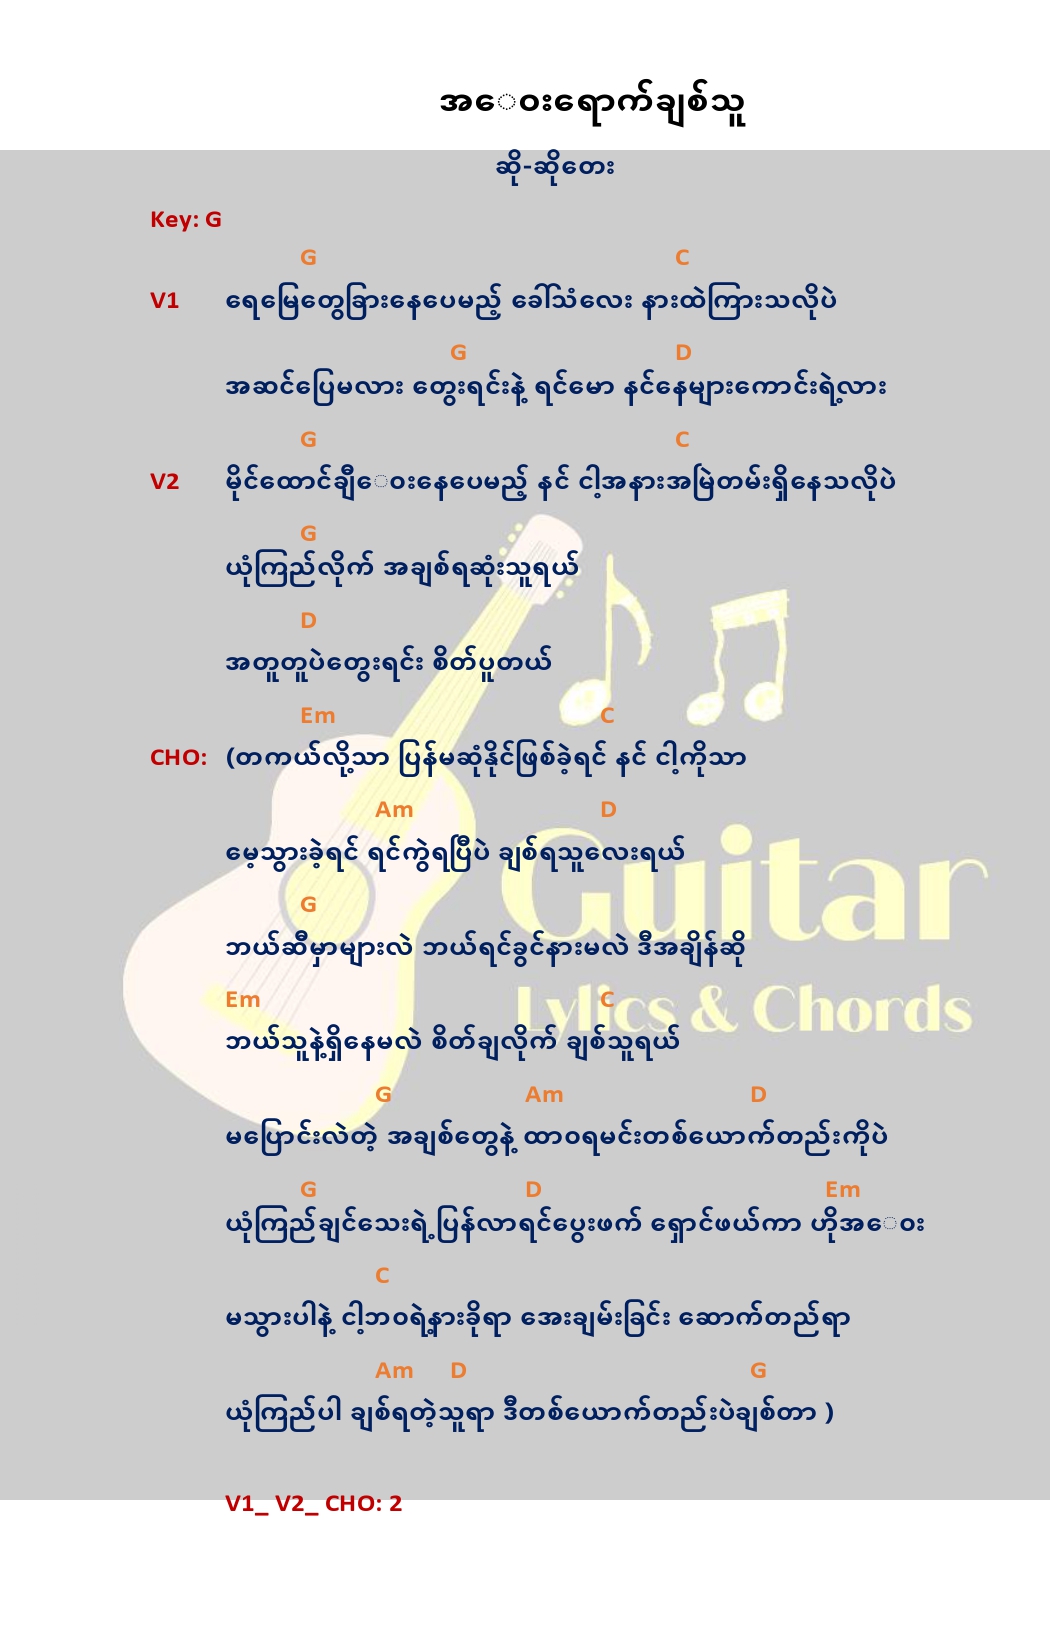 အဝေးရောက်ချစ်သူ
ဆို-ဆိုတေး
Key: G
G C
V1 ရေမြေတွေခြားနေပေမည့် ခေါ်သံလေး နားထဲကြားသလိုပဲ
G D
အဆင်ပြေမလား တွေးရင်းနဲ့ ရင်မော နင်နေများကောင်းရဲ့လား
G C
V2 မိုင်ထောင်ချီဝေးနေပေမည့် နင် ငါ့အနားအမြဲတမ်းရှိနေသလိုပဲ
G
ယုံကြည်လိုက် အချစ်ရဆုံးသူရယ်
D
အတူတူပဲတွေးရင်း စိတ်ပူတယ်
Em C
CHO: (တကယ်လို့သာ ပြန်မဆုံနိုင်ဖြစ်ခဲ့ရင် နင် ငါ့ကိုသာ
Am D
မေ့သွားခဲ့ရင် ရင်ကွဲရပြီပဲ ချစ်ရသူလေးရယ်
G
ဘယ်ဆီမှာများလဲ ဘယ်ရင်ခွင်နားမလဲ ဒီအချိန်ဆို
Em C
ဘယ်သူနဲ့ရှိနေမလဲ စိတ်ချလိုက် ချစ်သူရယ်
G Am D
မပြောင်းလဲတဲ့ အချစ်တွေနဲ့ ထာဝရမင်းတစ်ယောက်တည်းကိုပဲ
G D Em
ယုံကြည်ချင်သေးရဲ့ပြန်လာရင်ပွေးဖက် ရှောင်ဖယ်ကာ ဟိုအဝေး
C
မသွားပါနဲ့ ငါ့ဘဝရဲ့နားခိုရာ အေးချမ်းခြင်း ဆောက်တည်ရာ
Am D G
ယုံကြည်ပါ ချစ်ရတဲ့သူရာ ဒီတစ်ယောက်တည်းပဲချစ်တာ )
V1_ V2_ CHO: 2
Guitar
Lylics & Chords